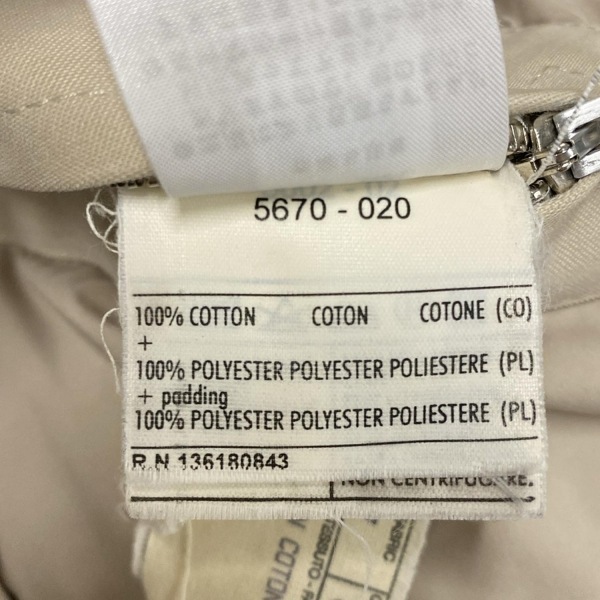 5670 - 020
100% COTTON COTON COTONE (CO)
+
100% POLYESTER POLYESTER POLIESTERE (PL)
+ padding
100% POLYESTER POLYESTER POLIESTERE (PL)
R.N 136180843
NON CENTRIFUGARE.
COTON